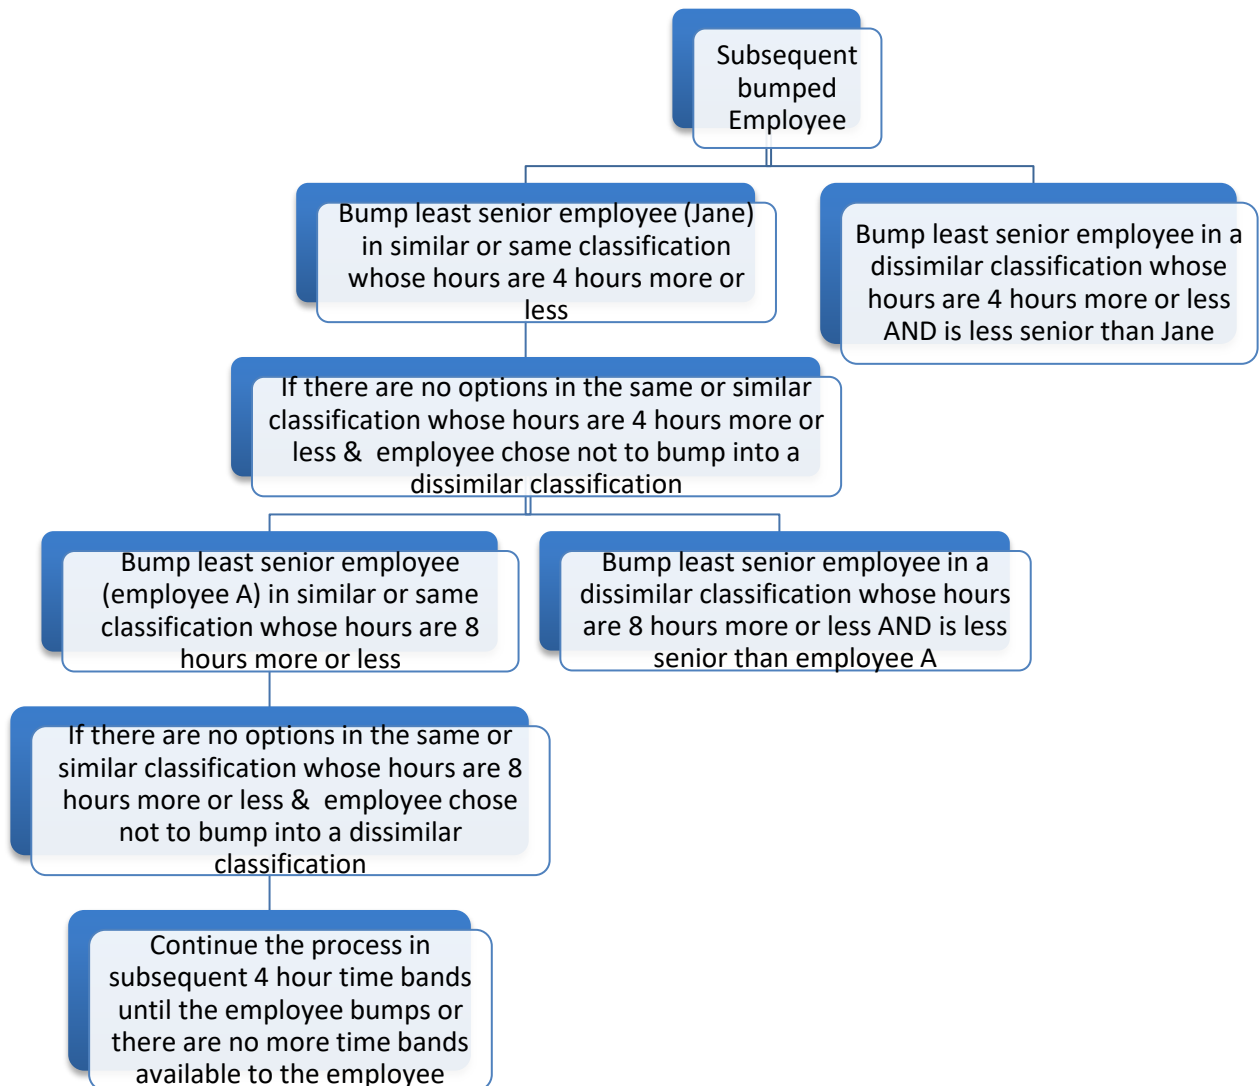 Subsequent
bumped
Employee
Bump least senior employee (Jane)
in similar or same classification
whose hours are 4 hours more or
less
Bump least senior employee in a
dissimilar classification whose
hours are 4 hours more or less
AND is less senior than Jane
If there are no options in the same or similar
classification whose hours are 4 hours more or
less &  employee chose not to bump into a
dissimilar classification
Bump least senior employee
(employee A) in similar or same
classification whose hours are 8
hours more or less
Bump least senior employee in a
dissimilar classification whose hours
are 8 hours more or less AND is less
senior than employee A
If there are no options in the same or
similar classification whose hours are 8
hours more or less &  employee chose
not to bump into a dissimilar
classification
Continue the process in
subsequent 4 hour time bands
until the employee bumps or
there are no more time bands
available to the employee